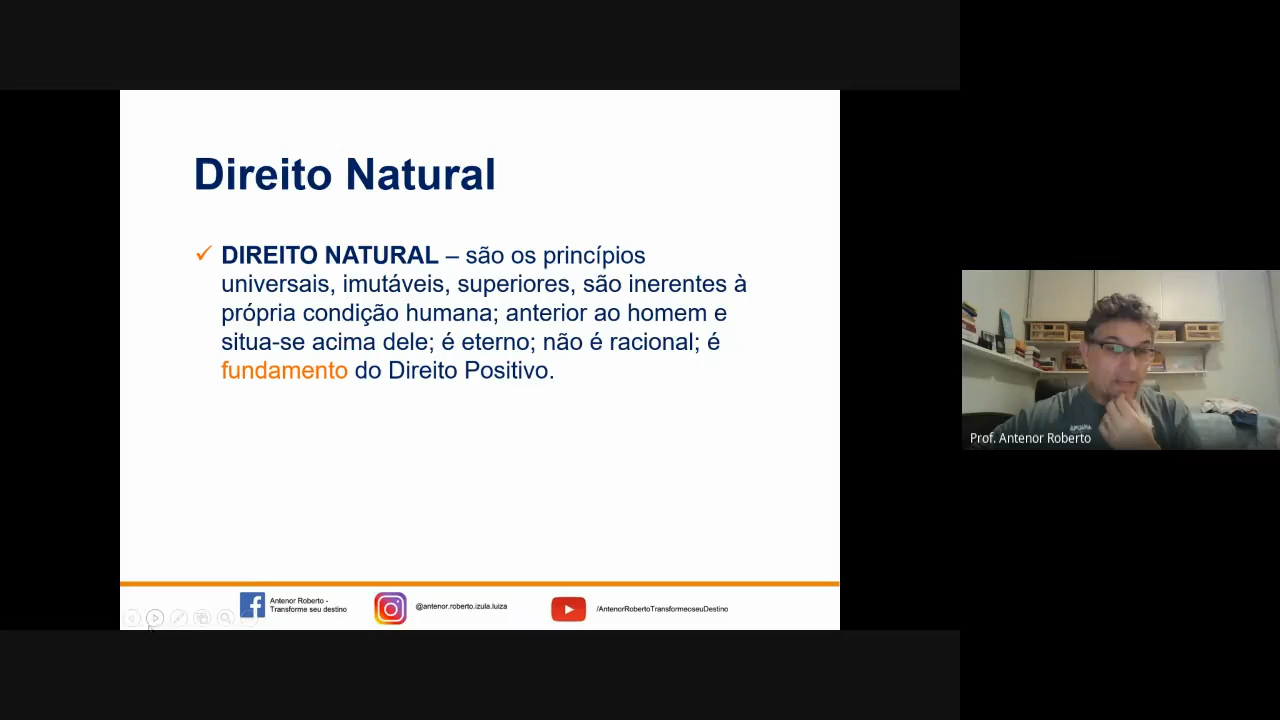 Direito Natural
✓ DIREITO NATURAL – são os princípios
universais, imutáveis, superiores, são inerentes à
própria condição humana; anterior ao homem e
situa-se acima dele; é eterno; não é racional; é
fundamento do Direito Positivo.
Antenor Roberto -
Transforme seu destino
@antenor.roberto.izula.luiza
/AntenorRobertoTransformeoseuDestino
Prof. Antenor Roberto